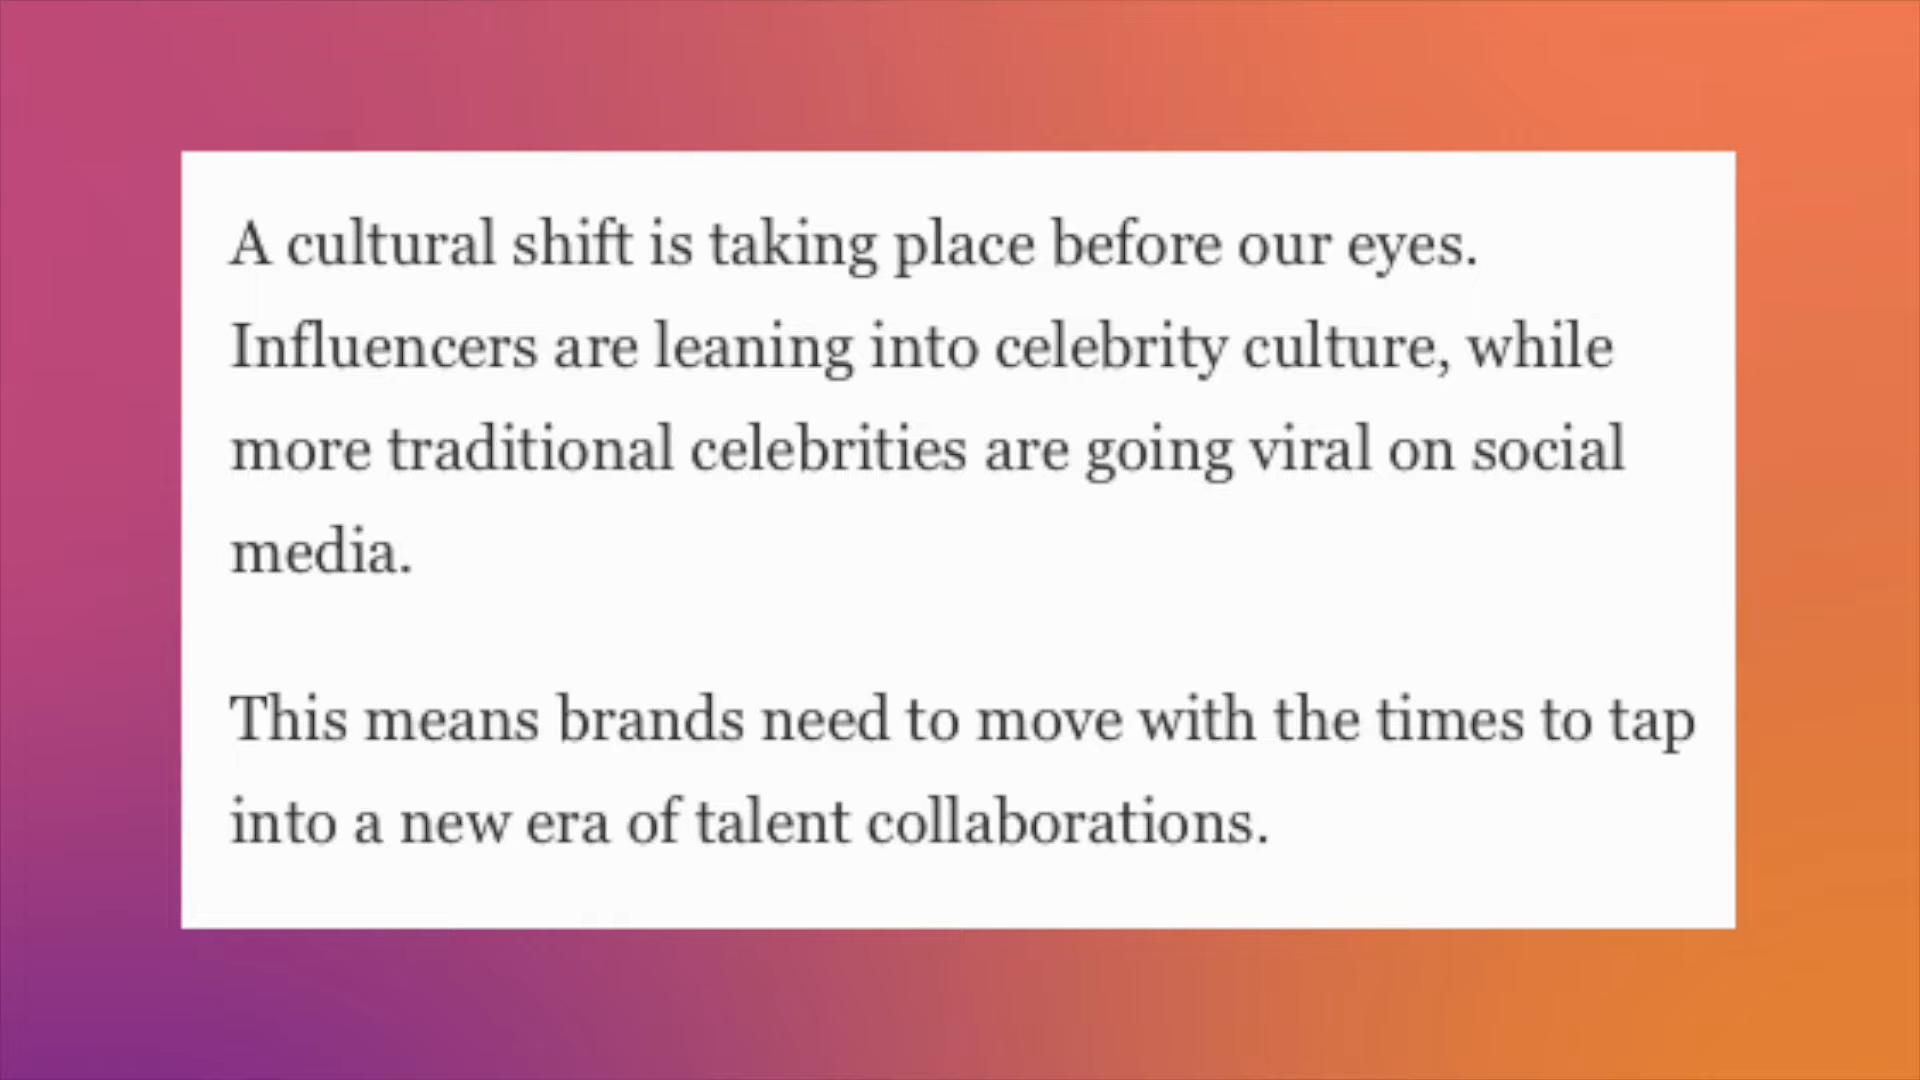 A cultural shift is taking place before our eyes.
Influencers are leaning into celebrity culture, while
more traditional celebrities are going viral on social
media.
This means brands need to move with the times to tap
into a new era of talent collaborations.